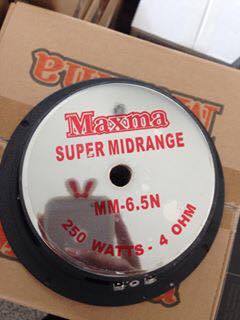 Maxma
SUPER MIDRANGE
MM-6.5N
250 WATTS - 4 OHM